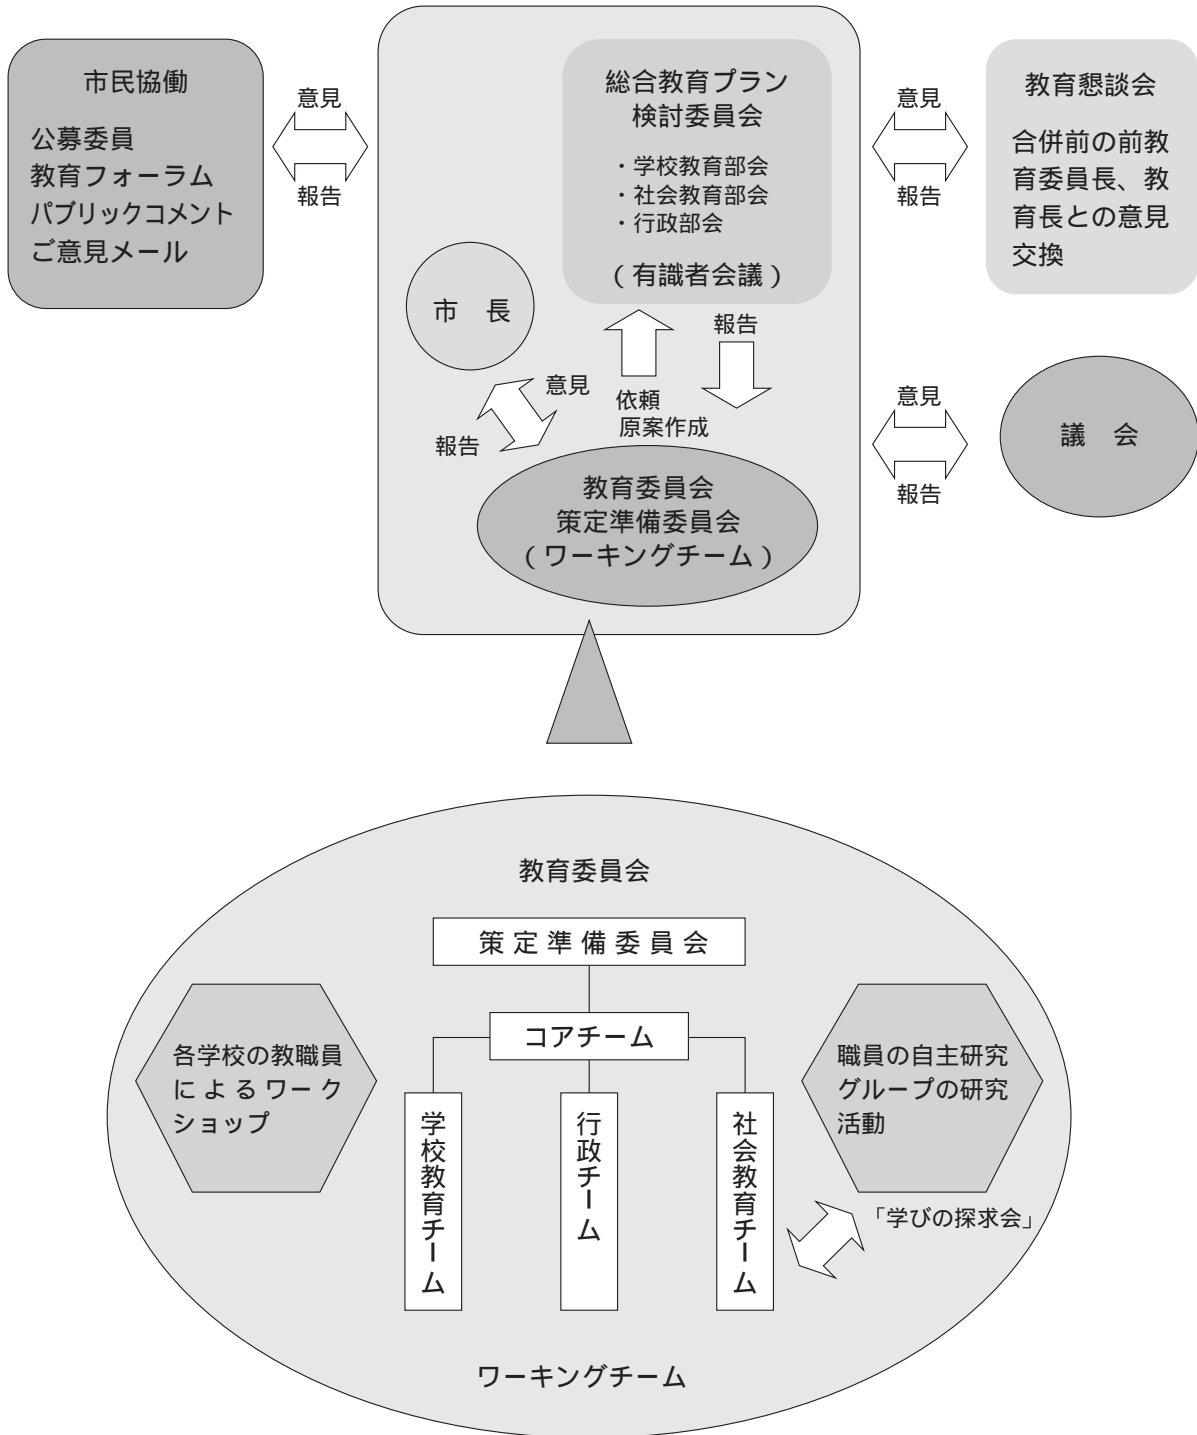 市民協働
公募委員
教育フォーラム
パブリックコメント
ご意見メール
意見
報告
総合教育プラン
検討委員会
・学校教育部会
・社会教育部会
・行政部会
（有識者会議）
市　長
意見
報告
依頼
原案作成
報告
教育委員会
策定準備委員会
（ワーキングチーム）
意見
報告
教育懇談会
合併前の前教
育委員長、教
育長との意見
交換
意見
報告
議　会
教育委員会
策定準備委員会
コアチーム
各学校の教職員
によるワーク
ショップ
学校教育チーム
行政チーム
社会教育チーム
職員の自主研究
グループの研究
活動
「学びの探求会」
ワーキングチーム